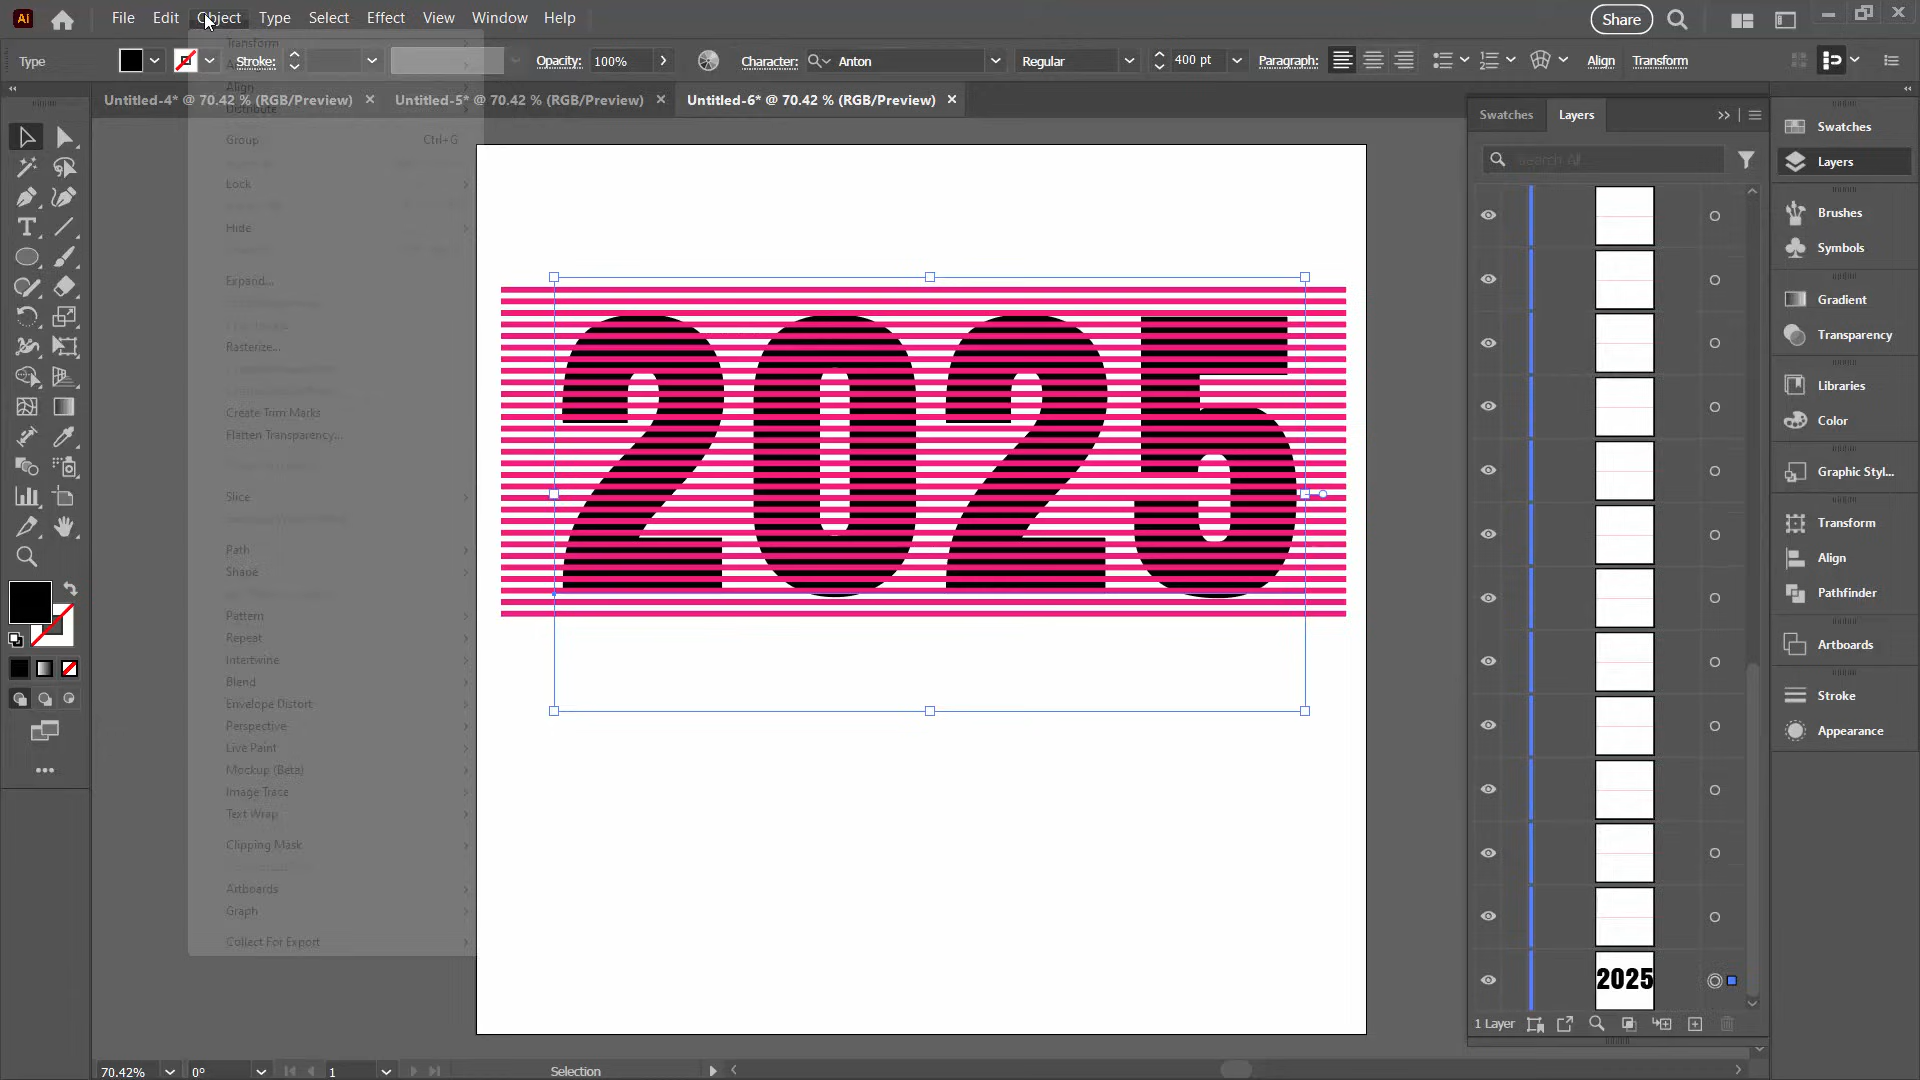 Ai File Edit Object Type Select Effect View Window Help Share
Type Stroke: Opacity: 100% Character: Anton Regular 400 pt Paragraph: Align Transform
Untitled-4* @ 70.42 % (RGB/Preview) Untitled-5* @ 70.42 % (RGB/Preview) Untitled-6* @ 70.42 % (RGB/Preview)
Transform
Align
Distribute
Group Ctrl+G
Lock
Hide
Expand...
Rasterize...
Create Trim Marks
Flatten Transparency...
Slice
Path
Shape
Pattern
Repeat
Intertwine
Blend
Envelope Distort
Perspective
Live Paint
Mockup (Beta)
Image Trace
Text Wrap
Clipping Mask
Artboards
Graph
Collect For Export
2025
Swatches Layers
Search All...
2025
1 Layer
Swatches
Layers
Brushes
Symbols
Gradient
Transparency
Libraries
Color
Graphic Styl...
Transform
Align
Pathfinder
Artboards
Stroke
Appearance
70.42% 0° 1 Selection